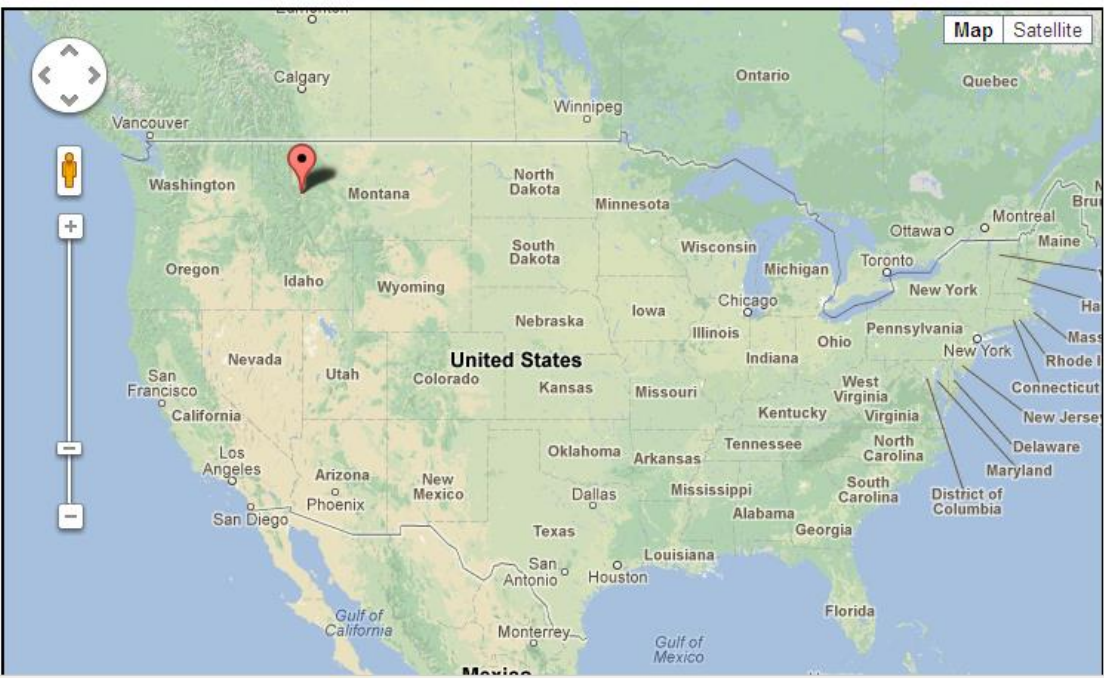 Edmonton
Map Satellite
Calgary
Ontario
Quebec
Winnipeg
Vancouver
Washington
Montana
North
Dakota
Minnesota
Montreal
Ottawa
Maine
South
Dakota
Wisconsin
Michigan
Toronto
Oregon
Idaho
Wyoming
New York
Chicago
Iowa
Nebraska
Illinois
Ohio
Pennsylvania
Mass
New York
Indiana
Rhode I
Nevada
Utah
Colorado
United States
Kansas
Missouri
West
Virginia
Connecticut
San
Francisco
California
Kentucky
Virginia
New Jersey
Los
Angeles
Oklahoma
Arkansas
Tennessee
North
Carolina
Delaware
Maryland
Arizona
New
Mexico
Phoenix
Dallas
Mississippi
South
Carolina
District of
Columbia
San Diego
Texas
Alabama
Georgia
San
Antonio
Houston
Louisiana
Florida
Gulf of
California
Monterrey
Gulf of
Mexico
Mexico